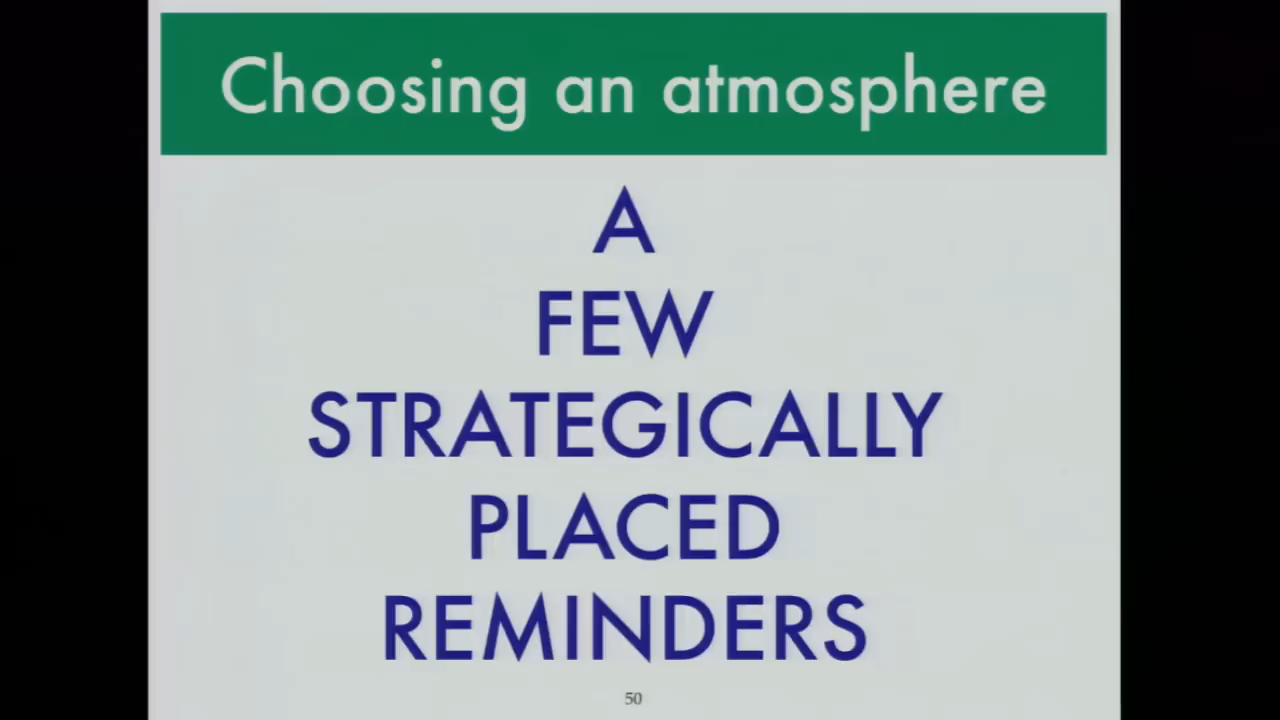 Choosing an atmosphere
A
FEW
STRATEGICALLY
PLACED
REMINDERS
50